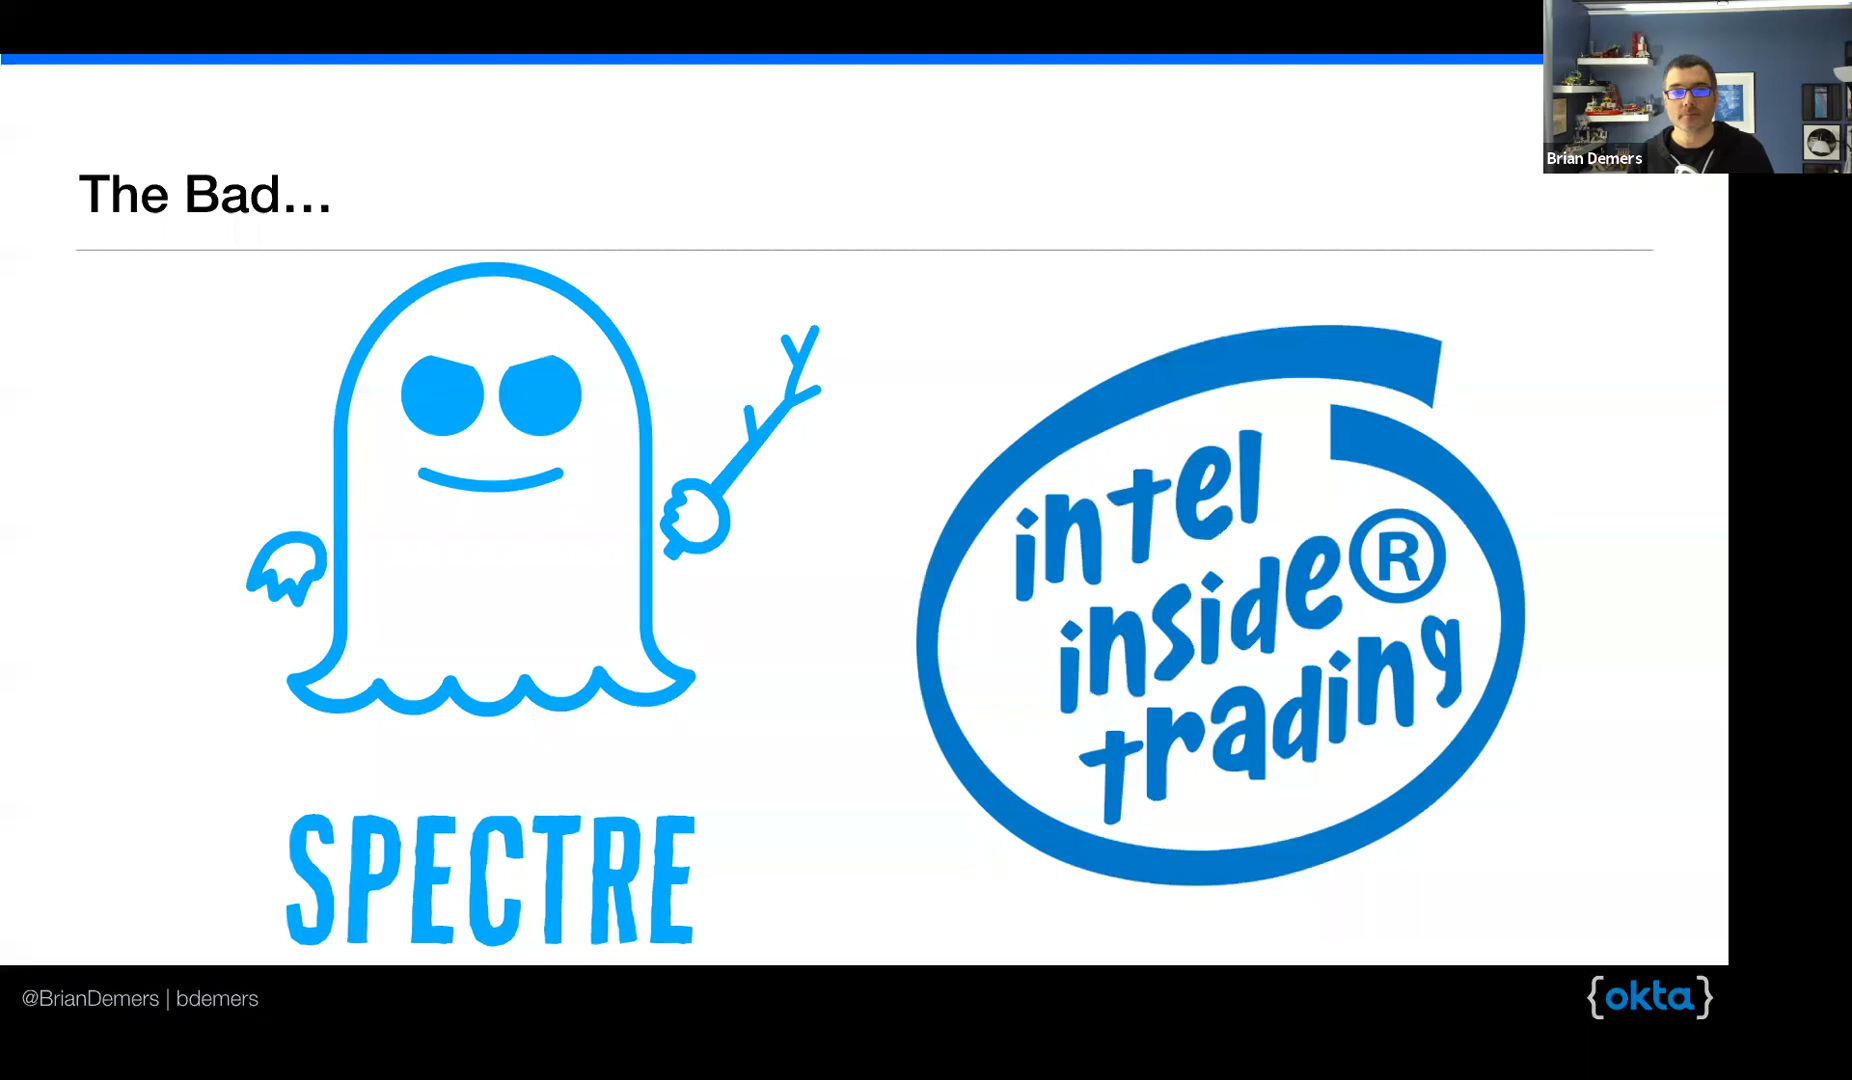 Brian Demers
The Bad...
intel
inside®
trading
SPECTRE
@BrianDemers | bdemers
{okta}